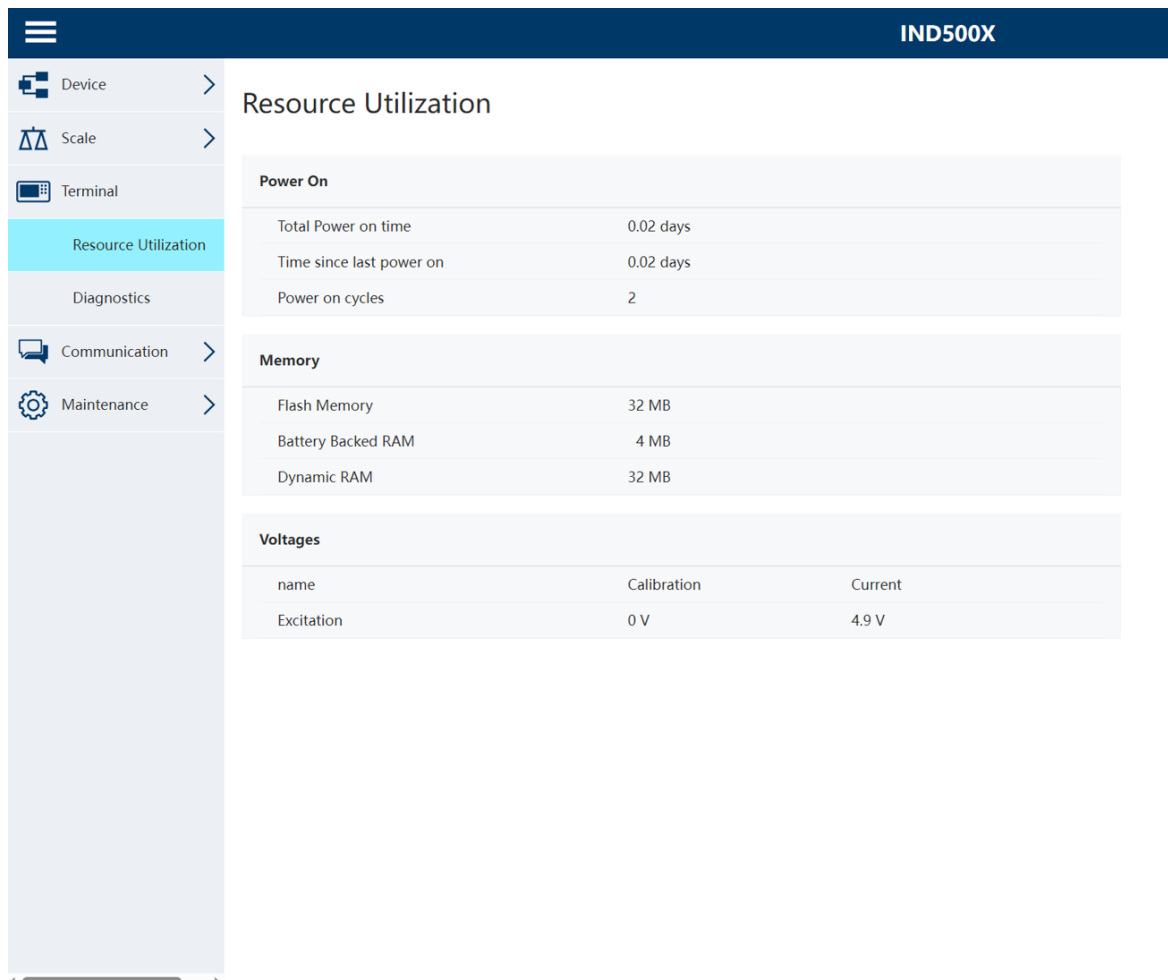 IND500X
Device
Scale
Terminal
Resource Utilization
Diagnostics
Communication
Maintenance
Resource Utilization
Power On
Total Power on time 0.02 days
Time since last power on 0.02 days
Power on cycles 2
Memory
Flash Memory 32 MB
Battery Backed RAM 4 MB
Dynamic RAM 32 MB
Voltages
name Calibration Current
Excitation 0 V 4.9 V